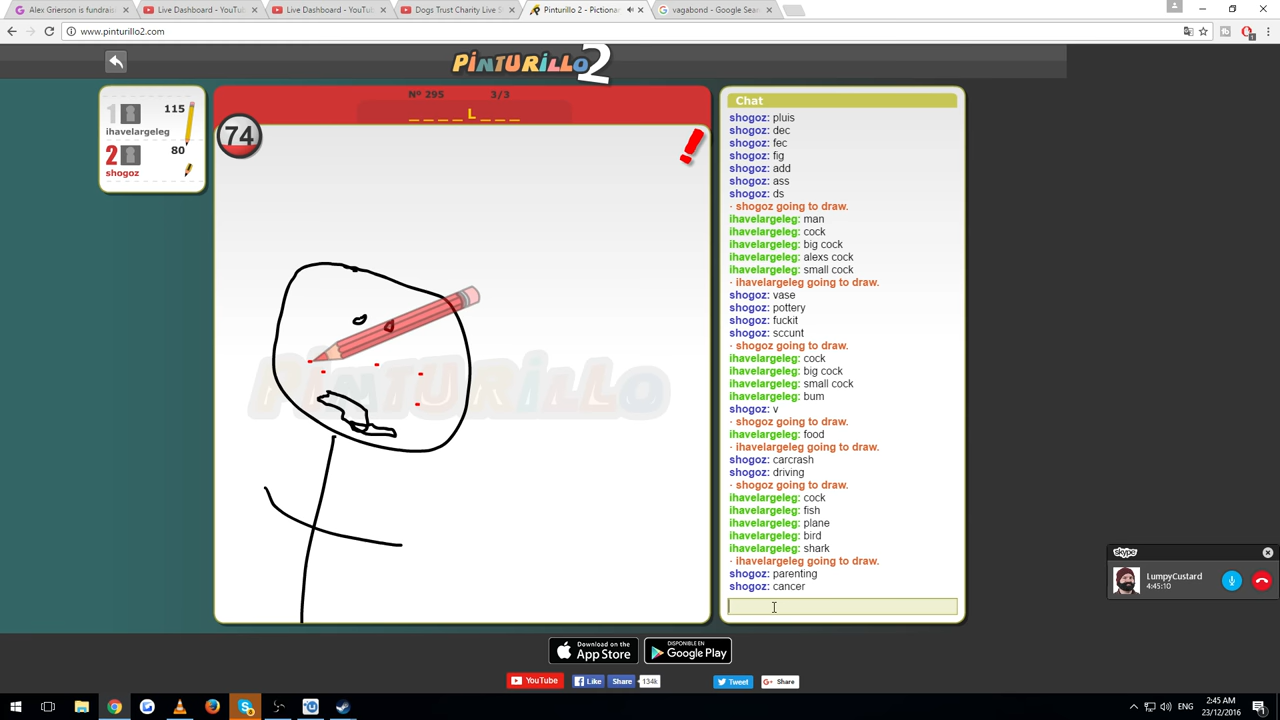 Alex Grierson is fundrais
Live Dashboard - YouTu
Live Dashboard - YouTu
Dogs Trust Charity Live S
Pinturillo 2 - Pictiona
vagabond - Google Sea
www.pinturillo2.com
PiNTURiLLO 2
1 115
ihavelargeleg
2 80
shogoz
Nº 295 3/3
_ _ _ _ L _ _ _
74
!
PiNTURiLLO
Chat
shogoz: pluis
shogoz: dec
shogoz: fec
shogoz: fig
shogoz: add
shogoz: ass
shogoz: ds
· shogoz going to draw.
ihavelargeleg: man
ihavelargeleg: cock
ihavelargeleg: big cock
ihavelargeleg: alexs cock
ihavelargeleg: small cock
· ihavelargeleg going to draw.
shogoz: vase
shogoz: pottery
shogoz: fuckit
shogoz: sccunt
· shogoz going to draw.
ihavelargeleg: cock
ihavelargeleg: big cock
ihavelargeleg: small cock
ihavelargeleg: bum
shogoz: v
· shogoz going to draw.
ihavelargeleg: food
· ihavelargeleg going to draw.
shogoz: carcrash
shogoz: driving
· shogoz going to draw.
ihavelargeleg: cock
ihavelargeleg: fish
ihavelargeleg: plane
ihavelargeleg: bird
ihavelargeleg: shark
· ihavelargeleg going to draw.
shogoz: parenting
shogoz: cancer
skype
LumpyCustard
4:45:10
Download on the
App Store
DISPONIBLE EN
Google Play
YouTube
Like Share 134k
Tweet
Share
ENG
2:45 AM
23/12/2016